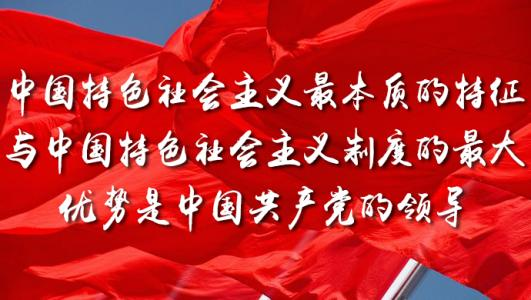 中国特色社会主义最本质的特征
与中国特色社会主义制度的最大
优势是中国共产党的领导